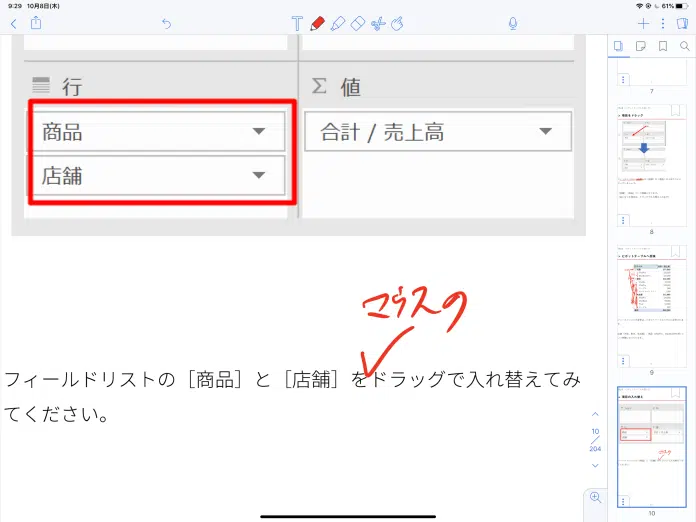 9:29 10月8日(木)
61%
行
Σ 値
商品
合計 / 売上高
店舗
マウスの
フィールドリストの［商品］と［店舗］をドラッグで入れ替えてみ
てください。
10
/
204
7
8
9
10